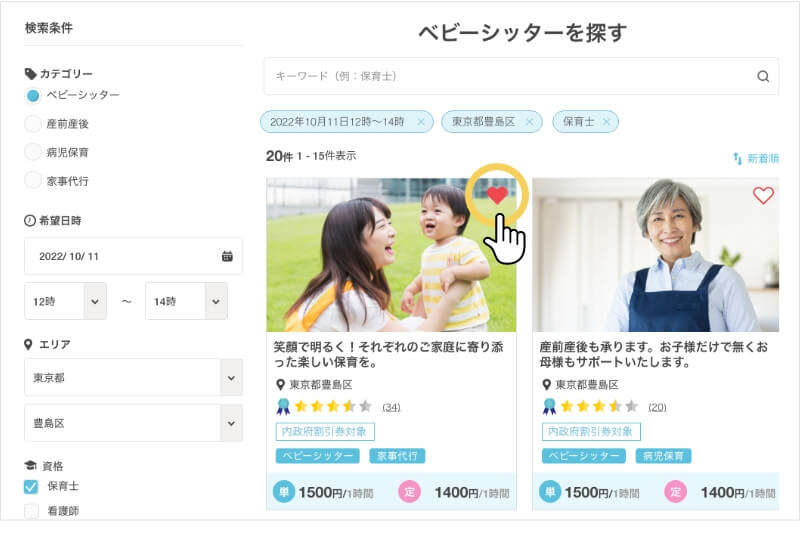 検索条件
カテゴリー
ベビーシッター
産前産後
病児保育
家事代行
希望日時
2022/ 10/ 11
12時
〜
14時
エリア
東京都
豊島区
資格
保育士
看護師
ベビーシッターを探す
キーワード（例：保育士）
2022年10月11日12時〜14時 ×
東京都豊島区 ×
保育士 ×
20件 1 - 15件表示
新着順
笑顔で明るく！それぞれのご家庭に寄り添
った楽しい保育を。
東京都豊島区
(34)
内政府割引券対象
ベビーシッター 家事代行
単 1500円/1時間 定 1400円/1時間
産前産後も承ります。お子様だけで無くお
母様もサポートいたします。
東京都豊島区
(20)
内政府割引券対象
ベビーシッター 病児保育
単 1500円/1時間 定 1400円/1時間